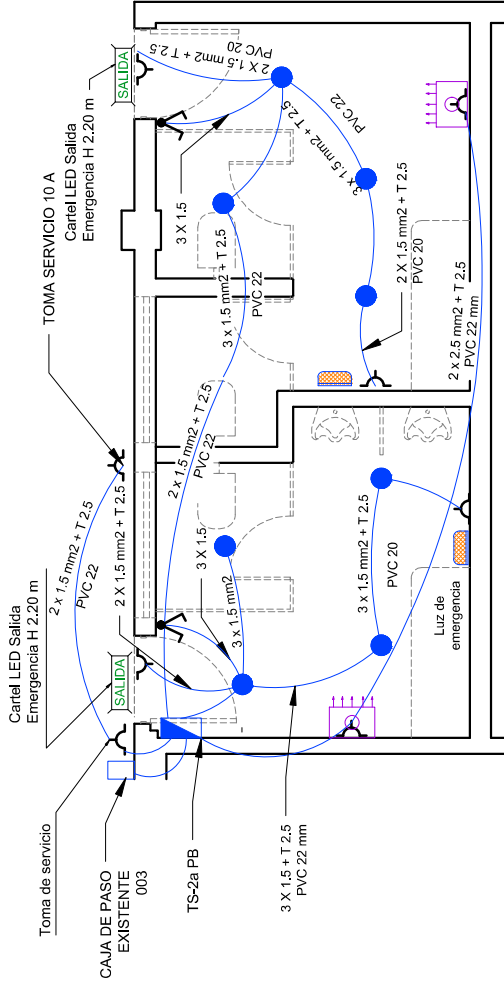 Toma de servicio
CAJA DE PASO
EXISTENTE
003
Cartel LED Salida
Emergencia H 2.20 m
SALIDA
2 x 1.5 mm2 + T 2.5
PVC 22
2 X 1.5 mm2 + T 2.5
TOMA SERVICIO 10 A
Cartel LED Salida
Emergencia H 2.20 m
SALIDA
2 X 1.5 mm2 + T 2.5
PVC 20
3 X 1.5
3 X 1.5
3 x 1.5 mm2
2 x 1.5 mm2 + T 2.5
PVC 22
3 x 1.5 mm2 + T 2.5
PVC 22
3 x 1.5 mm2 + T 2.5
PVC 22
TS-2a PB
3 X 1.5 + T 2.5
PVC 22 mm
3 x 1.5 mm2 + T 2.5
PVC 20
2 X 1.5 mm2 + T 2.5
PVC 20
Luz de
emergencia
2 x 2.5 mm2 + T 2.5
PVC 22 mm